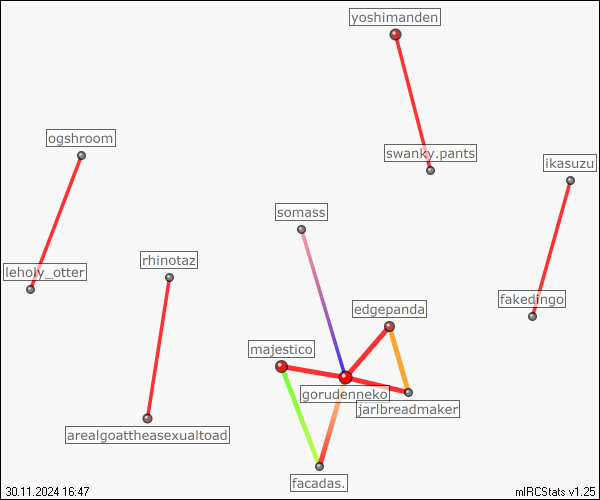 yoshimanden
ogshroom
swanky.pants
ikasuzu
somass
rhinotaz
leholy_otter
fakedingo
edgepanda
majestico
gorudenneko
jarlbreadmaker
arealgoattheasexualtoad
facadas.
30.11.2024 16:47
mIRCStats v1.25